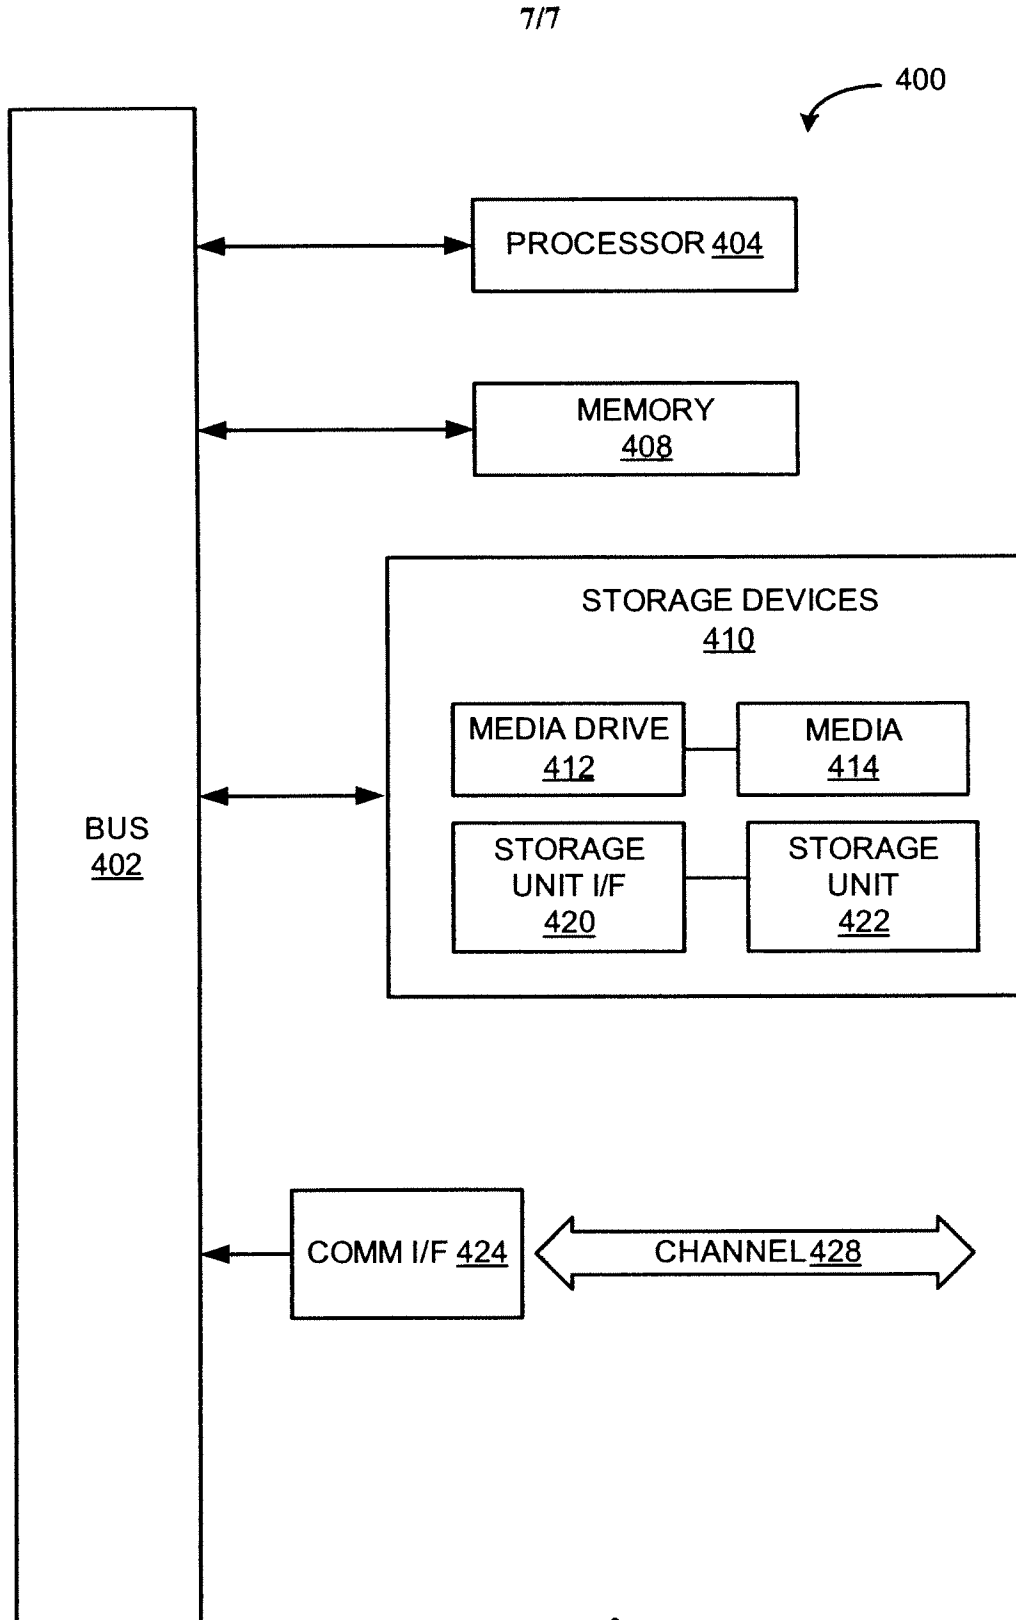 7/7
400
PROCESSOR 404
MEMORY
408
STORAGE DEVICES
410
MEDIA DRIVE
412
MEDIA
414
BUS
402
STORAGE
UNIT I/F
420
STORAGE
UNIT
422
COMM I/F 424
CHANNEL 428